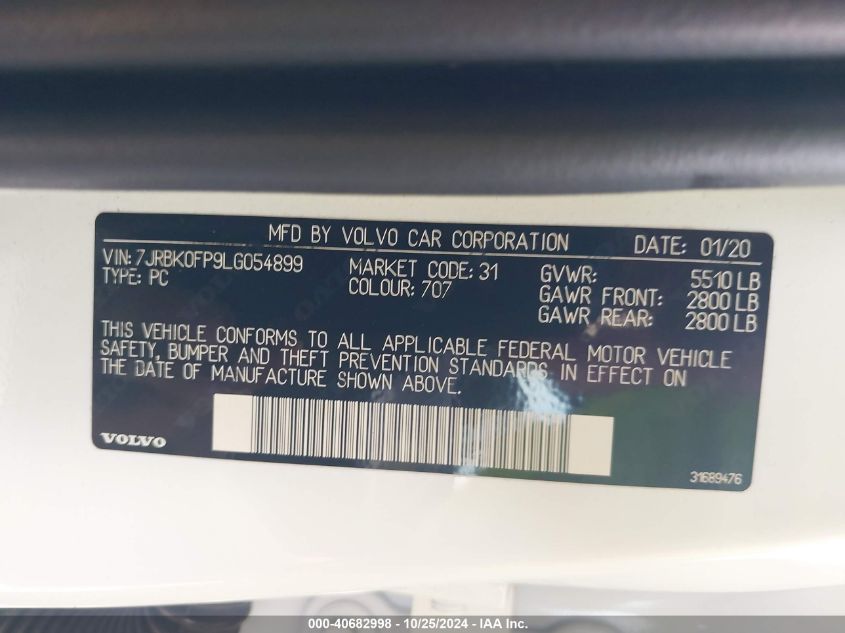 MFD BY VOLVO CAR CORPORATION DATE: 01/20
VIN: 7JRBK0FP9LG054899 MARKET CODE: 31 GVWR: 5510 LB
TYPE: PC COLOUR: 707 GAWR FRONT: 2800 LB
GAWR REAR: 2800 LB
THIS VEHICLE CONFORMS TO ALL APPLICABLE FEDERAL MOTOR VEHICLE
SAFETY, BUMPER AND THEFT PREVENTION STANDARDS IN EFFECT ON
THE DATE OF MANUFACTURE SHOWN ABOVE.
VOLVO 31689476
000-40682998 - 10/25/2024 - IAA Inc.